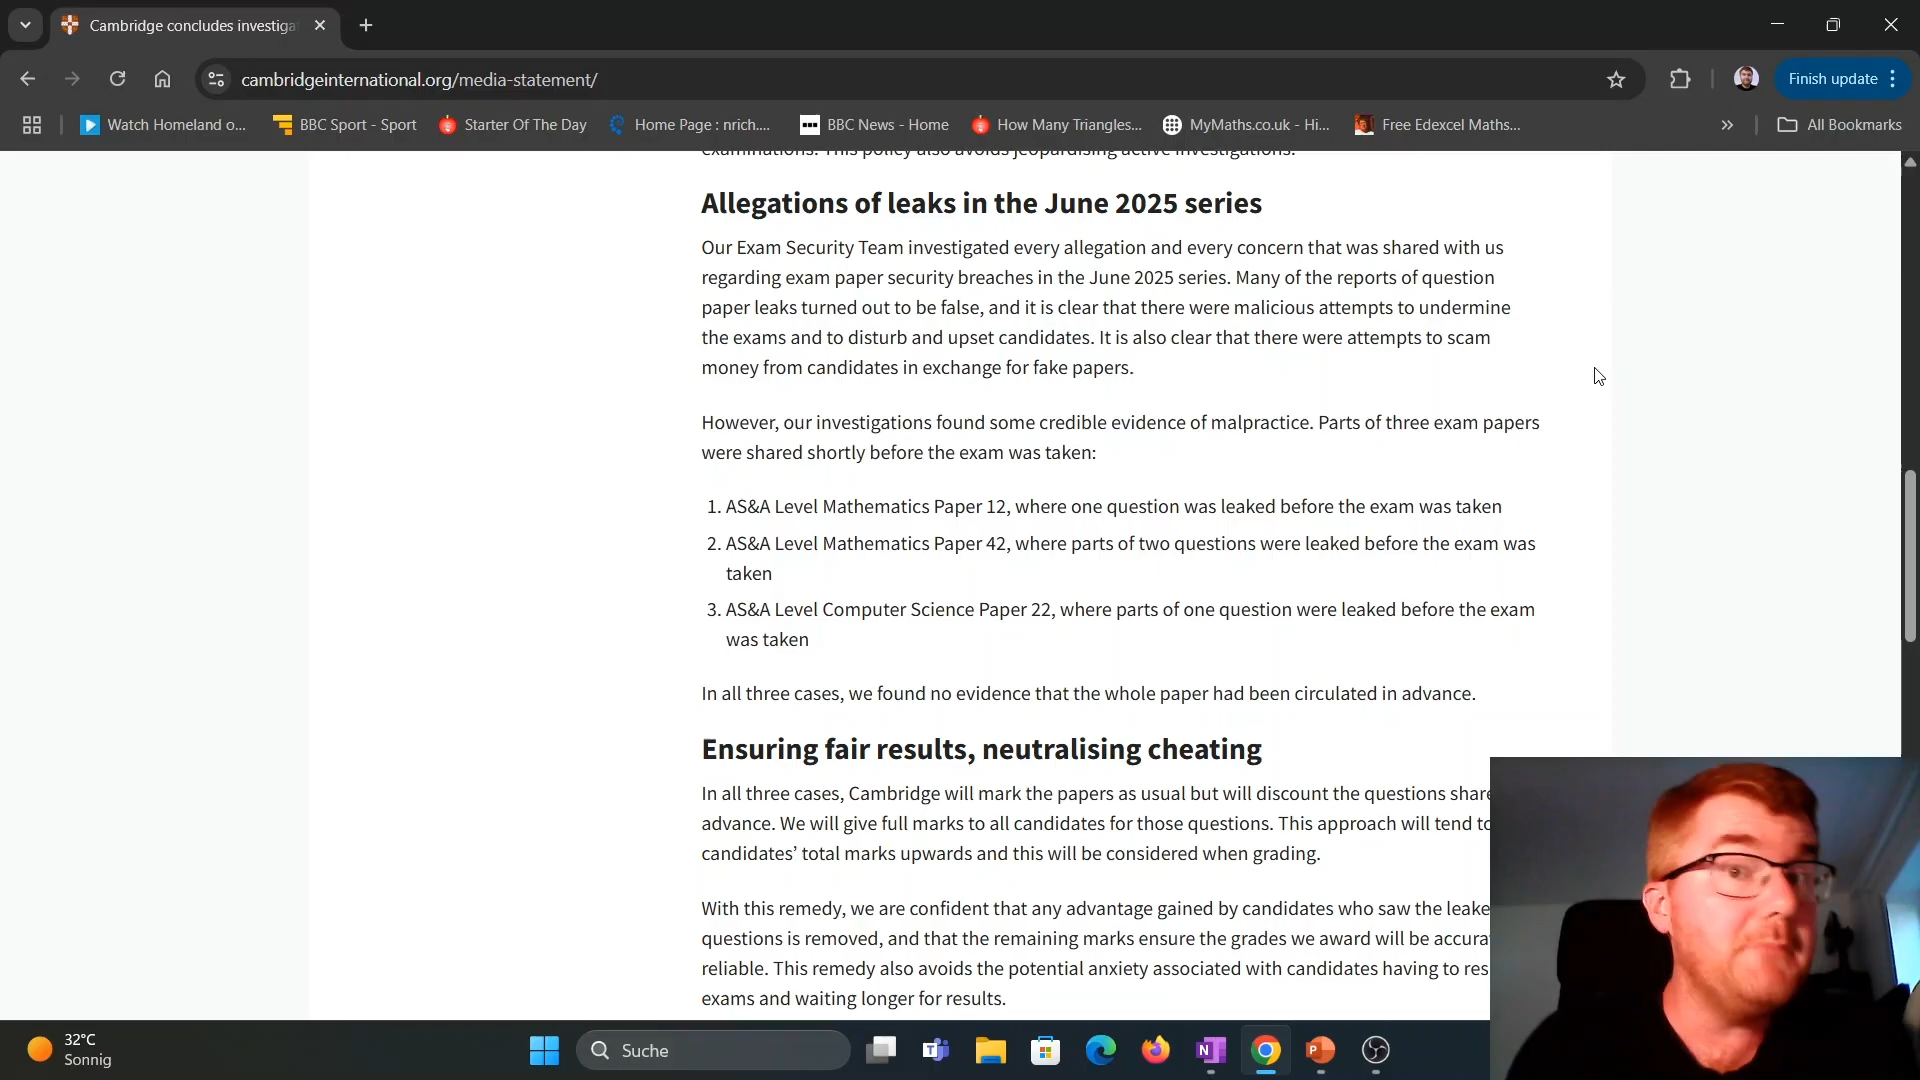 Cambridge concludes investiga
cambridgeinternational.org/media-statement/
Finish update
Watch Homeland o...
BBC Sport - Sport
Starter Of The Day
Home Page : nrich....
BBC News - Home
How Many Triangles...
MyMaths.co.uk - Hi...
Free Edexcel Maths...
All Bookmarks
examinations. This policy also avoids jeopardising active investigations.
Allegations of leaks in the June 2025 series
Our Exam Security Team investigated every allegation and every concern that was shared with us
regarding exam paper security breaches in the June 2025 series. Many of the reports of question
paper leaks turned out to be false, and it is clear that there were malicious attempts to undermine
the exams and to disturb and upset candidates. It is also clear that there were attempts to scam
money from candidates in exchange for fake papers.
However, our investigations found some credible evidence of malpractice. Parts of three exam papers
were shared shortly before the exam was taken:
1. AS&A Level Mathematics Paper 12, where one question was leaked before the exam was taken
2. AS&A Level Mathematics Paper 42, where parts of two questions were leaked before the exam was
taken
3. AS&A Level Computer Science Paper 22, where parts of one question were leaked before the exam
was taken
In all three cases, we found no evidence that the whole paper had been circulated in advance.
Ensuring fair results, neutralising cheating
In all three cases, Cambridge will mark the papers as usual but will discount the questions share
advance. We will give full marks to all candidates for those questions. This approach will tend to
candidates' total marks upwards and this will be considered when grading.
With this remedy, we are confident that any advantage gained by candidates who saw the leake
questions is removed, and that the remaining marks ensure the grades we award will be accura
reliable. This remedy also avoids the potential anxiety associated with candidates having to res
exams and waiting longer for results.
32°C
Sonnig
Suche